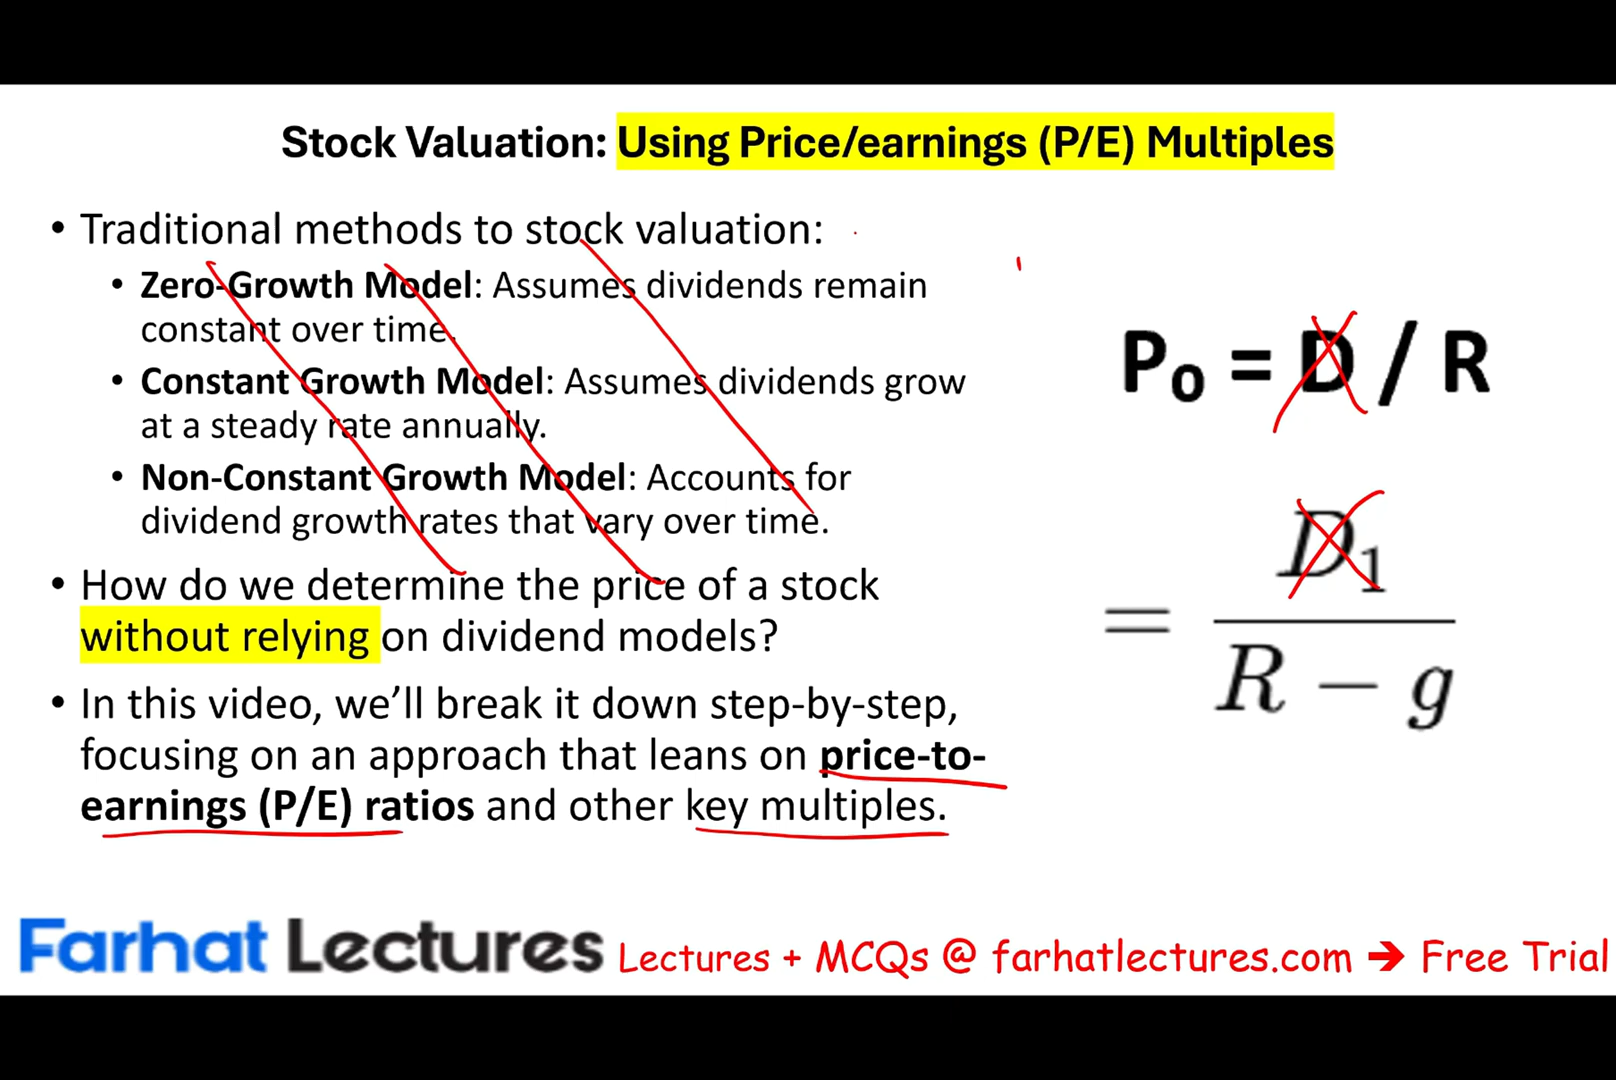 Stock Valuation: Using Price/earnings (P/E) Multiples
• Traditional methods to stock valuation:
• Zero-Growth Model: Assumes dividends remain
constant over time.
• Constant Growth Model: Assumes dividends grow
at a steady rate annually.
• Non-Constant Growth Model: Accounts for
dividend growth rates that vary over time.
• How do we determine the price of a stock
without relying on dividend models?
• In this video, we’ll break it down step-by-step,
focusing on an approach that leans on price-to-
earnings (P/E) ratios and other key multiples.
P₀ = D / R
= D₁
R − g
Farhat Lectures Lectures + MCQs @ farhatlectures.com ➔ Free Trial